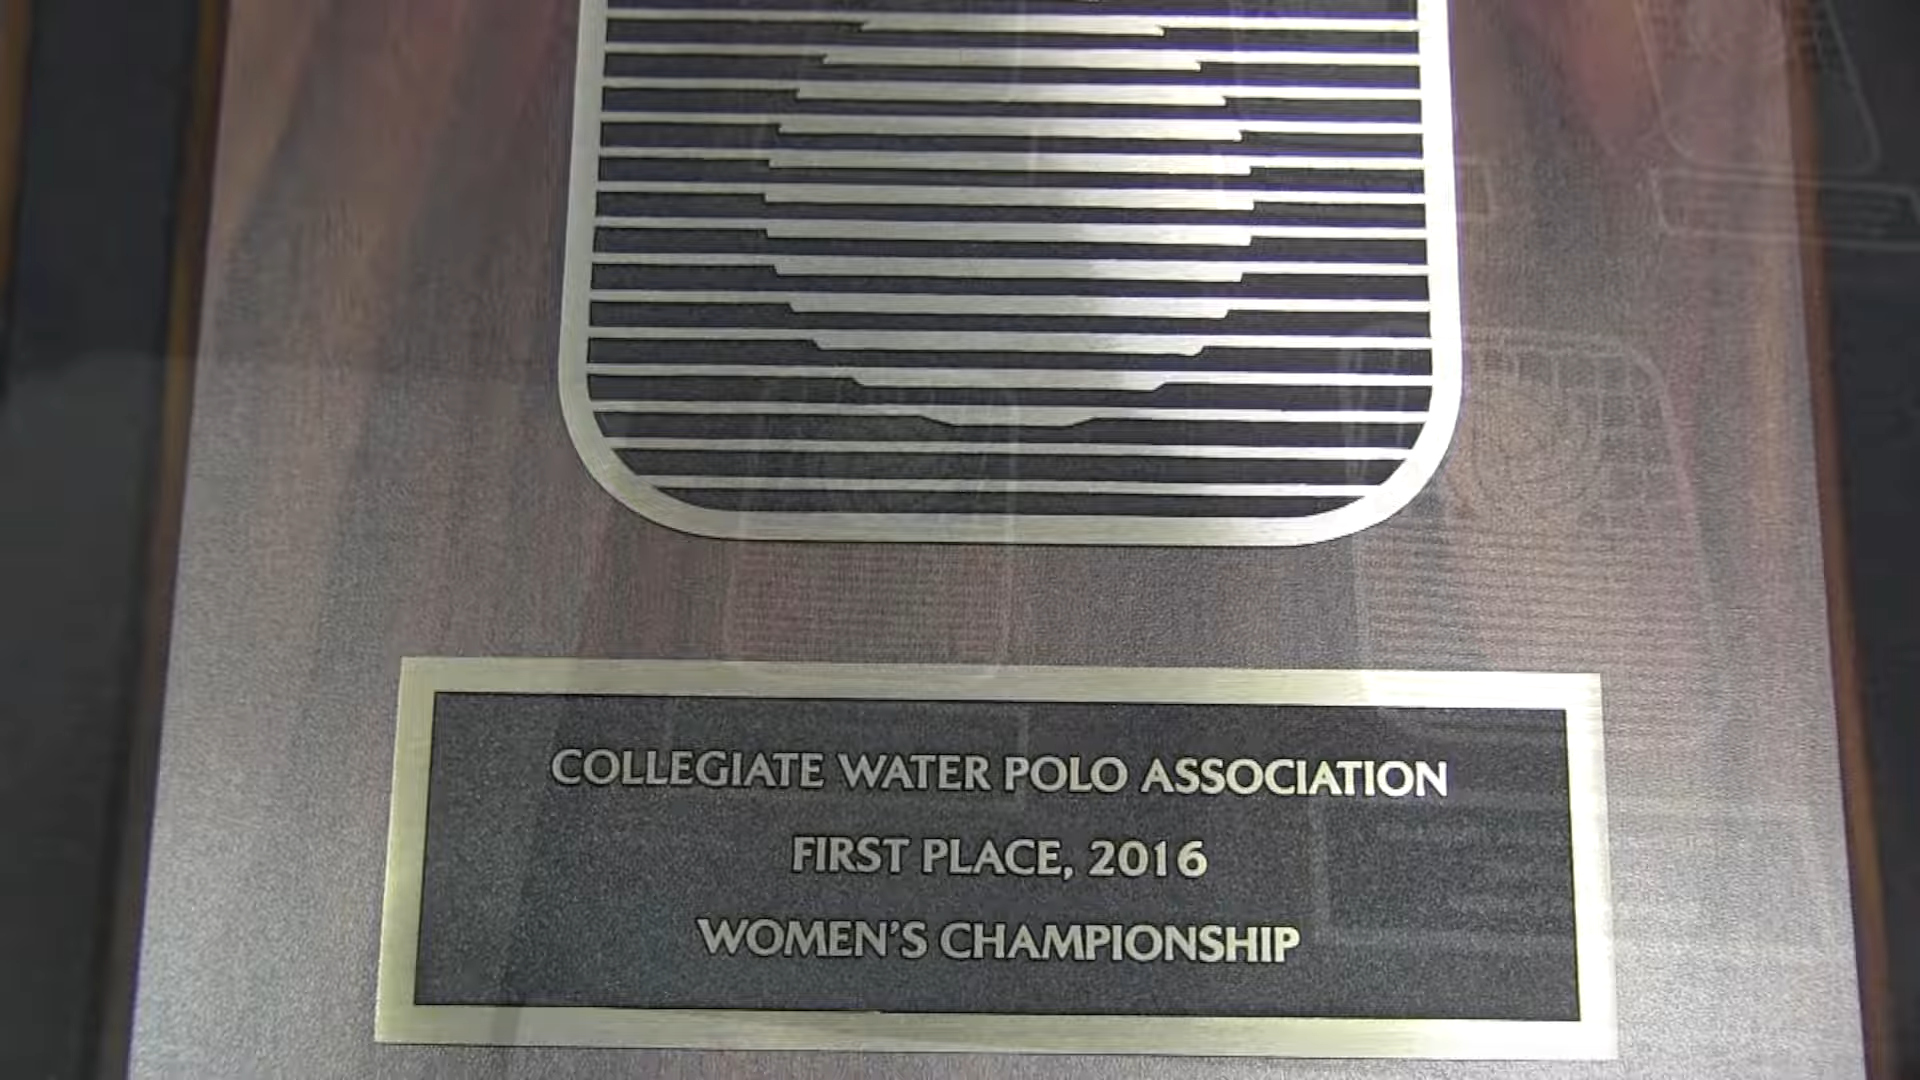 COLLEGIATE WATER POLO ASSOCIATION
FIRST PLACE, 2016
WOMEN'S CHAMPIONSHIP